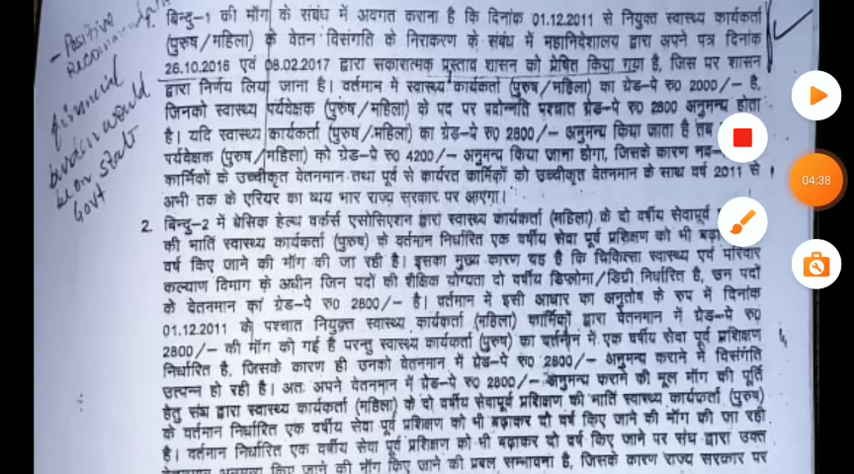 - Positive
Recommendation
financial
burden would
be on State
Govt
1. बिन्दु-1 की माँग के संबंध में अवगत कराना है कि दिनांक 01.12.2011 से नियुक्त स्वास्थ्य कार्यकर्ता
(पुरुष/महिला) के वेतन विसंगति के निराकरण के संबंध में महानिदेशालय द्वारा अपने पत्र दिनांक
26.10.2016 एवं 08.02.2017 द्वारा सकारात्मक प्रस्ताव शासन को प्रेषित किया गया है, जिस पर शासन
द्वारा निर्णय लिया जाना है। वर्तमान में स्वास्थ्य कार्यकर्ता (पुरुष/महिला) का ग्रेड-पे रू0 2000/- है,
जिनको स्वास्थ्य पर्यवेक्षक (पुरुष/महिला) के पद पर पदोन्नति पश्चात ग्रेड-पे रू0 2800 अनुमन्य होता
है। यदि स्वास्थ्य कार्यकर्ता (पुरुष/महिला) का ग्रेड-पे रू0 2800/- अनुमन्य किया जाता है तब
पर्यवेक्षक (पुरुष/महिला) को ग्रेड-पे रू0 4200/- अनुमन्य किया जाना होगा, जिसके कारण नव-
कार्मिकों के उच्चीकृत वेतनमान तथा पूर्व से कार्यरत कार्मिकों को उच्चीकृत वेतनमान के साथ वर्ष 2011 से
अभी तक के एरियर का व्यय भार राज्य सरकार पर आएगा।
2. बिन्दु-2 में बेसिक हेल्थ वर्कर्स एसोसिएशन द्वारा स्वास्थ्य कार्यकर्ता (महिला) के दो वर्षीय सेवापूर्व
की भांति स्वास्थ्य कार्यकर्ता (पुरुष) के वर्तमान निर्धारित एक वर्षीय सेवा पूर्व प्रशिक्षण को भी बढ़ा
वर्ष किए जाने की माँग की जा रही है। इसका मुख्य कारण यह है कि चिकित्सा स्वास्थ्य एवं परिवार
कल्याण विभाग के अधीन जिन पदों की शैक्षिक योग्यता दो वर्षीय डिप्लोमा/डिग्री निर्धारित है, उन पदों
के वेतनमान का ग्रेड-पे रू0 2800/- है। वर्तमान में इसी आधार का अनुतोष के रूप में दिनांक
01.12.2011 के पश्चात नियुक्त स्वास्थ्य कार्यकर्ता (महिला) कार्मिकों द्वारा वेतनमान में ग्रेड-पे रू0
2800/- की माँग की गई है परन्तु स्वास्थ्य कार्यकर्ता (पुरुष) का वर्तमान में एक वर्षीय सेवा पूर्व प्रशिक्षण
निर्धारित है, जिसके कारण ही उनको वेतनमान में ग्रेड-पे रू0 2800/- अनुमन्य कराने में विसंगति
उत्पन्न हो रही है। अतः अपने वेतनमान में ग्रेड-पे रू0 2800/- अनुमन्य कराने की मूल माँग की पूर्ति
हेतु संघ द्वारा स्वास्थ्य कार्यकर्ता (महिला) के दो वर्षीय सेवापूर्व प्रशिक्षण की भांति स्वास्थ्य कार्यकर्ता (पुरुष)
के वर्तमान निर्धारित एक वर्षीय सेवा पूर्व प्रशिक्षण को भी बढ़ाकर दो वर्ष किए जाने की माँग की जा रही
है। वर्तमान निर्धारित एक वर्षीय सेवा पूर्व प्रशिक्षण को भी बढ़ाकर दो वर्ष किए जाने पर संघ द्वारा उक्त
किए जाने की माँग किए जाने की प्रबल सम्भावना है, जिसके कारण राज्य सरकार पर
04:38